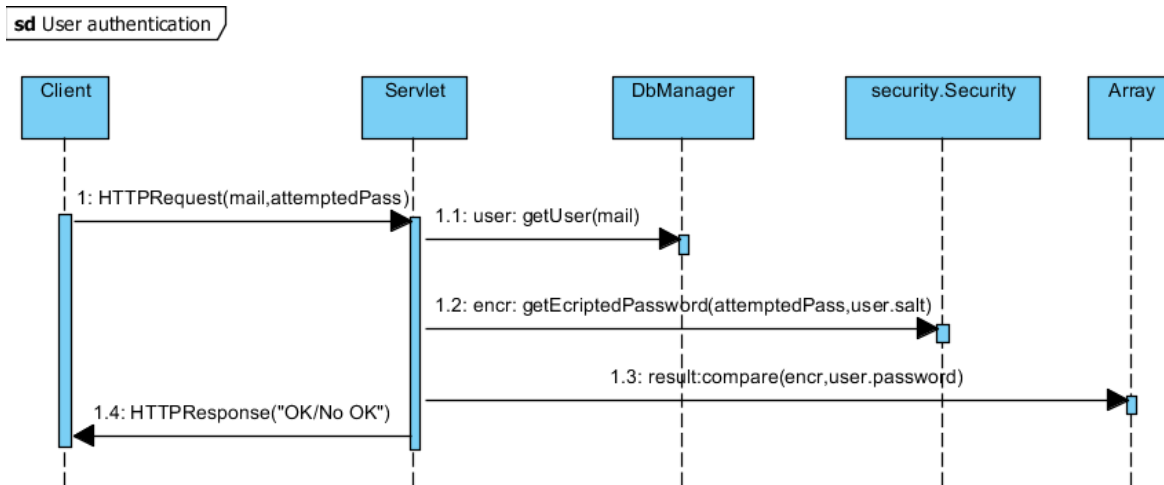 sd User authentication
Client
Servlet
DbManager
security.Security
Array
1: HTTPRequest(mail,attemptedPass)
1.1: user: getUser(mail)
1.2: encr: getEcriptedPassword(attemptedPass,user.salt)
1.3: result:compare(encr,user.password)
1.4: HTTPResponse("OK/No OK")